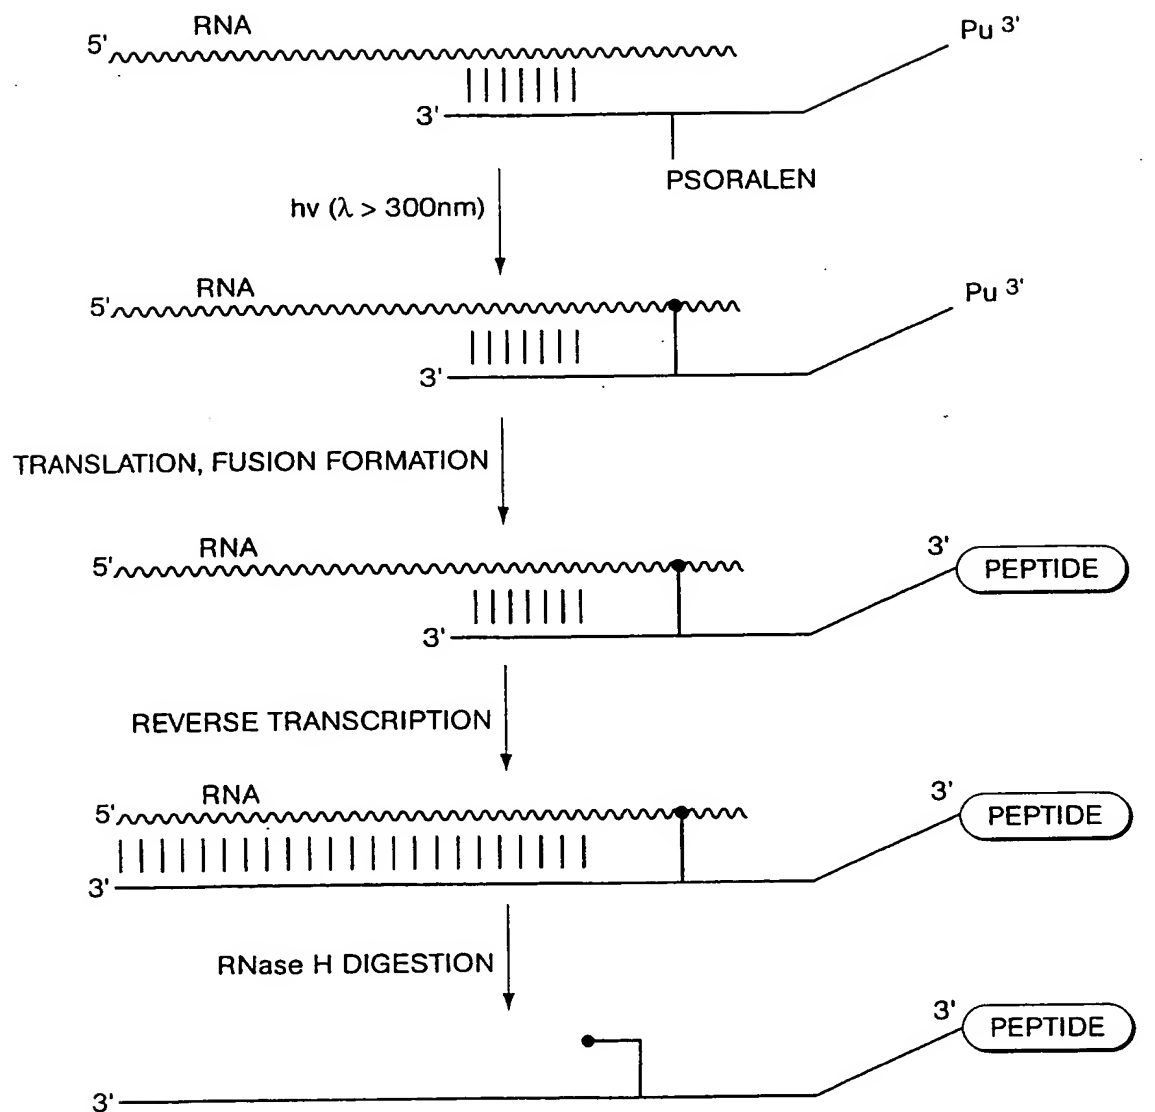 RNA
5'
Pu 3'
3'
PSORALEN
hv (λ > 300nm)
RNA
5'
Pu 3'
3'
TRANSLATION, FUSION FORMATION
RNA
5'
3'
PEPTIDE
3'
REVERSE TRANSCRIPTION
RNA
5'
3'
PEPTIDE
3'
RNase H DIGESTION
3'
PEPTIDE
3'